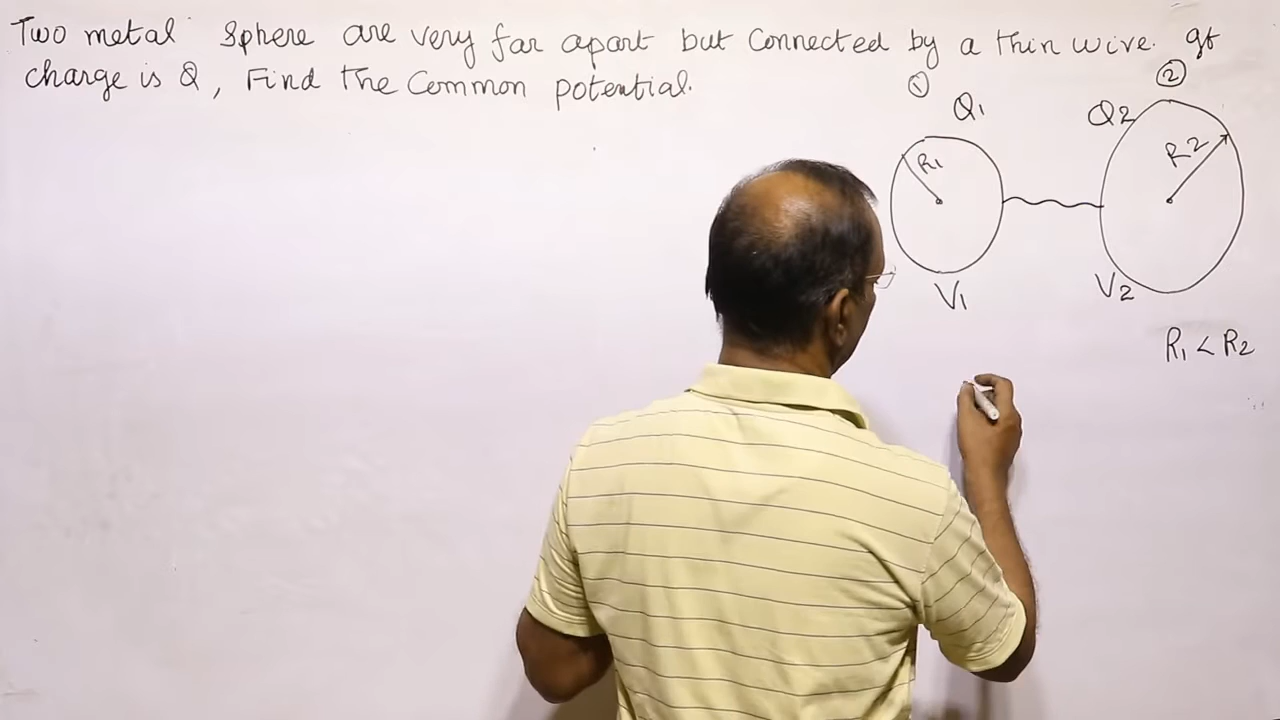 Two metal Sphere are very far apart but Connected by a thin wire. If
charge is Q, Find the Common potential.
① ②
Q1 Q2
R1 R2
V1 V2
R1 < R2